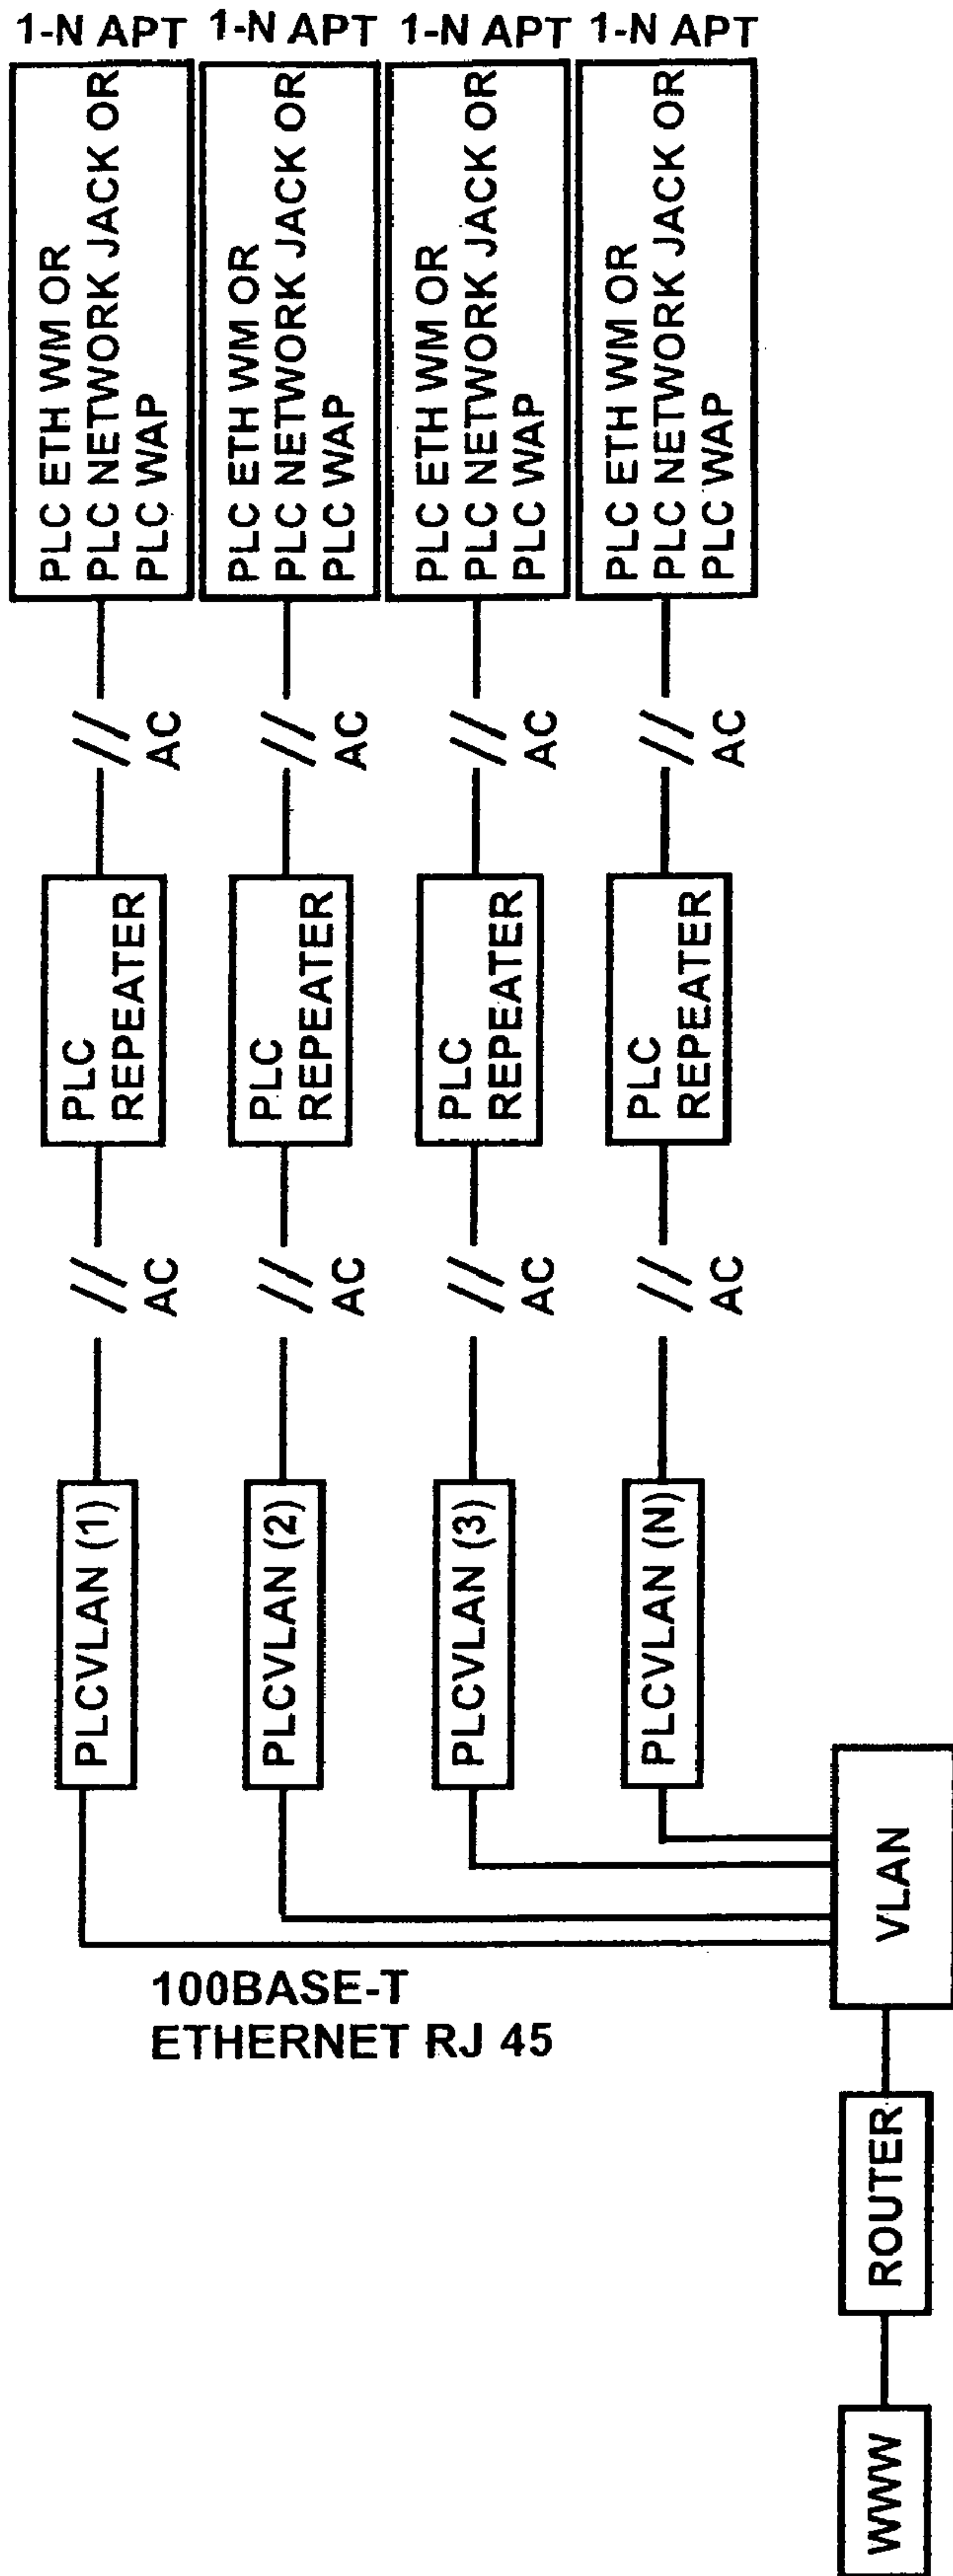 1-N APT
1-N APT
1-N APT
1-N APT
PLC ETH WM OR
PLC NETWORK JACK OR
PLC WAP
PLC ETH WM OR
PLC NETWORK JACK OR
PLC WAP
PLC ETH WM OR
PLC NETWORK JACK OR
PLC WAP
PLC ETH WM OR
PLC NETWORK JACK OR
PLC WAP
AC
AC
AC
AC
PLC
REPEATER
PLC
REPEATER
PLC
REPEATER
PLC
REPEATER
AC
AC
AC
AC
PLCVLAN (1)
PLCVLAN (2)
PLCVLAN (3)
PLCVLAN (N)
VLAN
100BASE-T
ETHERNET RJ 45
ROUTER
WWW